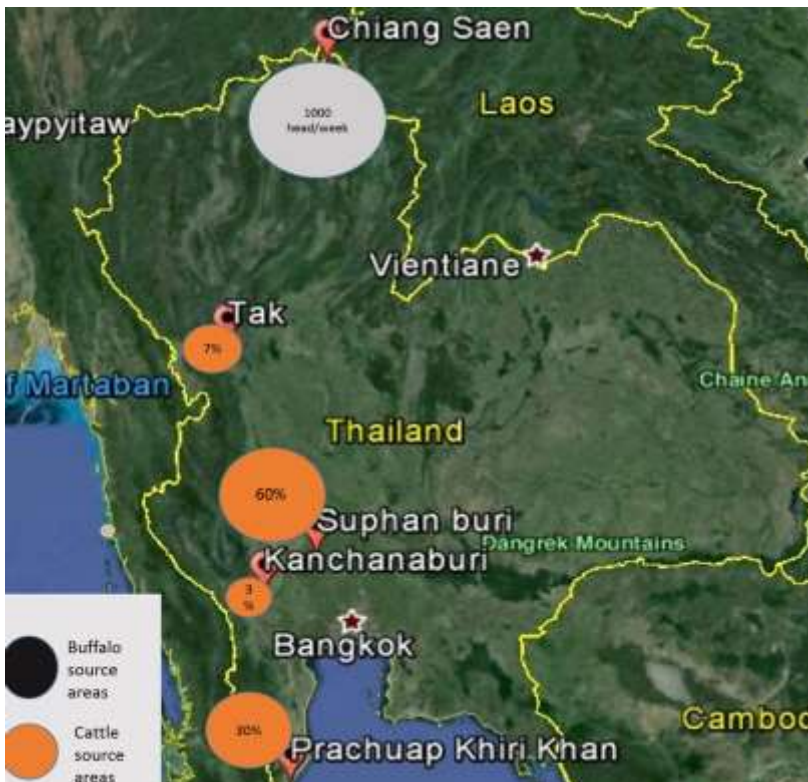 Chiang Saen
1000
head/week
Laos
aypyitaw
Vientiane
Tak
7%
f Martaban
Chaine An
Thailand
60%
Suphan buri
Dangrek Mountains
Kanchanaburi
3
%
Bangkok
Buffalo
source
areas
30%
Cambod
Prachuap Khiri Khan
Cattle
source
areas